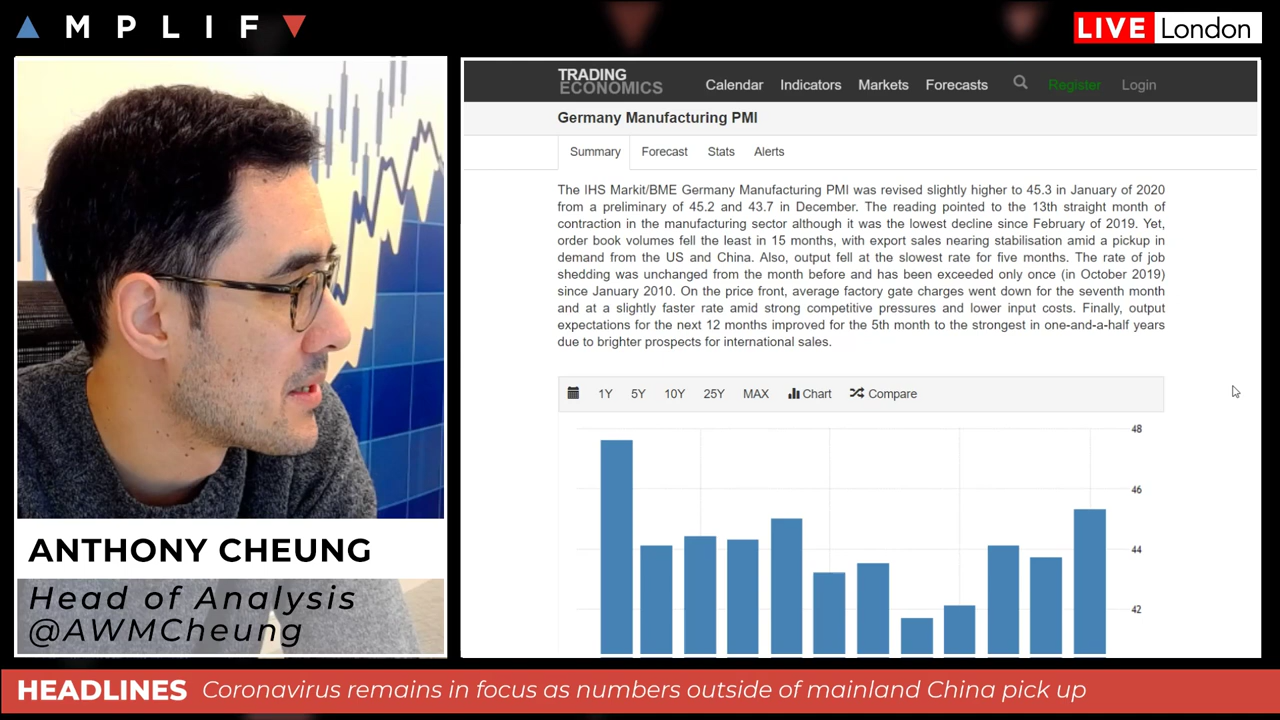 MPLIF
LIVE London
TRADING
ECONOMICS
Calendar Indicators Markets Forecasts Register Login
Germany Manufacturing PMI
Summary Forecast Stats Alerts
The IHS Markit/BME Germany Manufacturing PMI was revised slightly higher to 45.3 in January of 2020
from a preliminary of 45.2 and 43.7 in December. The reading pointed to the 13th straight month of
contraction in the manufacturing sector although it was the lowest decline since February of 2019. Yet,
order book volumes fell the least in 15 months, with export sales nearing stabilisation amid a pickup in
demand from the US and China. Also, output fell at the slowest rate for five months. The rate of job
shedding was unchanged from the month before and has been exceeded only once (in October 2019)
since January 2010. On the price front, average factory gate charges went down for the seventh month
and at a slightly faster rate amid strong competitive pressures and lower input costs. Finally, output
expectations for the next 12 months improved for the 5th month to the strongest in one-and-a-half years
due to brighter prospects for international sales.
1Y 5Y 10Y 25Y MAX Chart Compare
48
46
44
42
ANTHONY CHEUNG
Head of Analysis
@AWMCheung
HEADLINES Coronavirus remains in focus as numbers outside of mainland China pick up